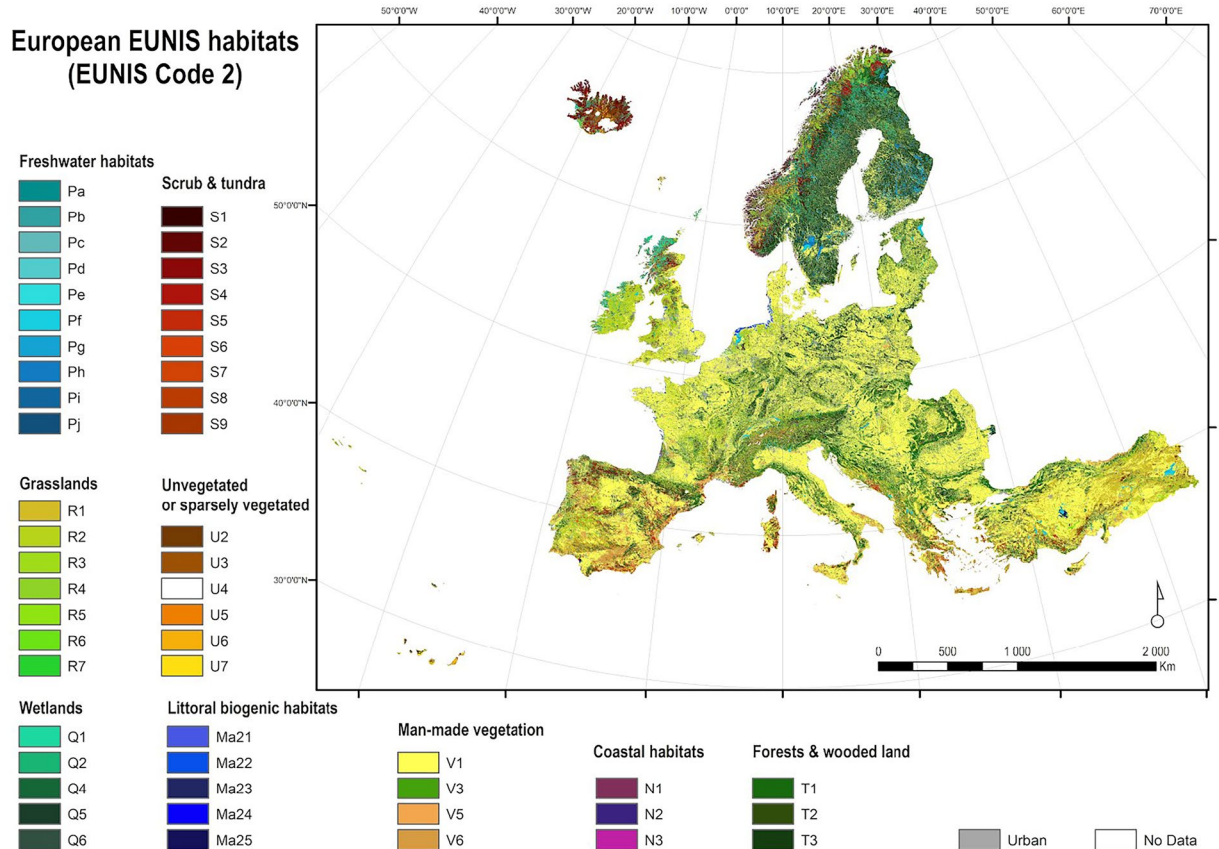 European EUNIS habitats
(EUNIS Code 2)
50°0'0"W
40°0'0"W
30°0'0"W
20°0'0"W
10°0'0"W
0°0'0"
10°0'0"E
20°0'0"E
30°0'0"E
40°0'0"E
50°0'0"E
60°0'0"E
70°0'0"E
50°0'0"N
40°0'0"N
30°0'0"N
0 500 1 000 2 000
Km
Freshwater habitats
Pa
Pb
Pc
Pd
Pe
Pf
Pg
Ph
Pi
Pj
Scrub & tundra
S1
S2
S3
S4
S5
S6
S7
S8
S9
Grasslands
R1
R2
R3
R4
R5
R6
R7
Unvegetated
or sparsely vegetated
U2
U3
U4
U5
U6
U7
Wetlands
Q1
Q2
Q4
Q5
Q6
Littoral biogenic habitats
Ma21
Ma22
Ma23
Ma24
Ma25
Man-made vegetation
V1
V3
V5
V6
Coastal habitats
N1
N2
N3
Forests & wooded land
T1
T2
T3
Urban
No Data